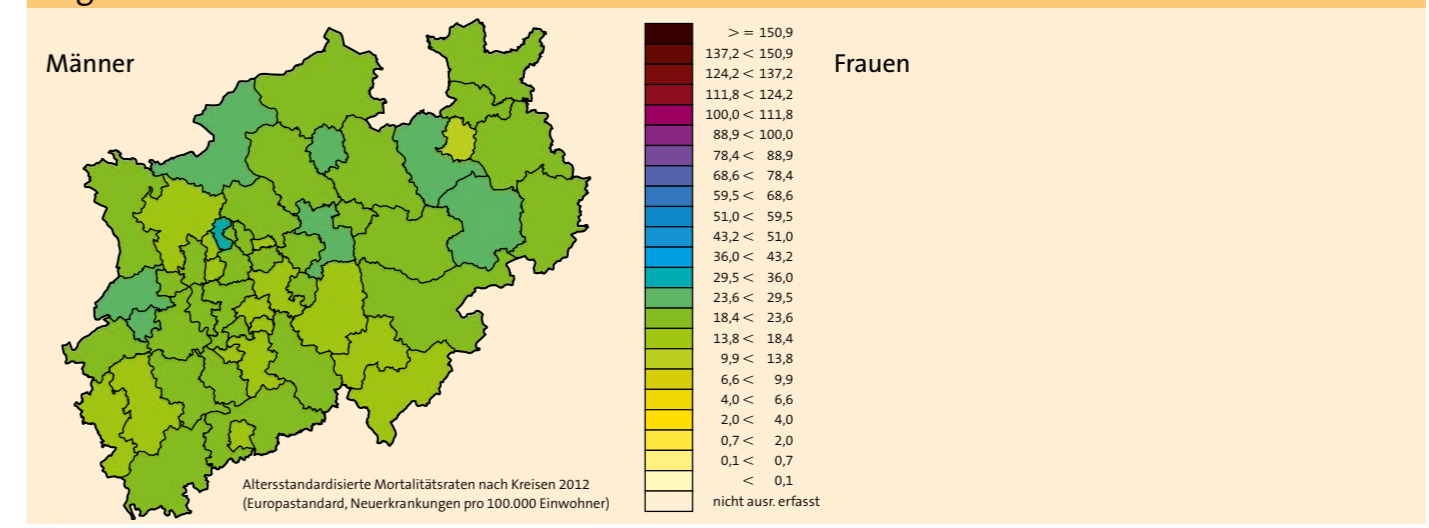 Männer
> = 150,9
137,2 < 150,9
124,2 < 137,2
111,8 < 124,2
100,0 < 111,8
88,9 < 100,0
78,4 < 88,9
68,6 < 78,4
59,5 < 68,6
51,0 < 59,5
43,2 < 51,0
36,0 < 43,2
29,5 < 36,0
23,6 < 29,5
18,4 < 23,6
13,8 < 18,4
9,9 < 13,8
6,6 < 9,9
4,0 < 6,6
2,0 < 4,0
0,7 < 2,0
0,1 < 0,7
< 0,1
nicht ausr. erfasst
Frauen
Altersstandardisierte Mortalitätsraten nach Kreisen 2012
(Europastandard, Neuerkrankungen pro 100.000 Einwohner)